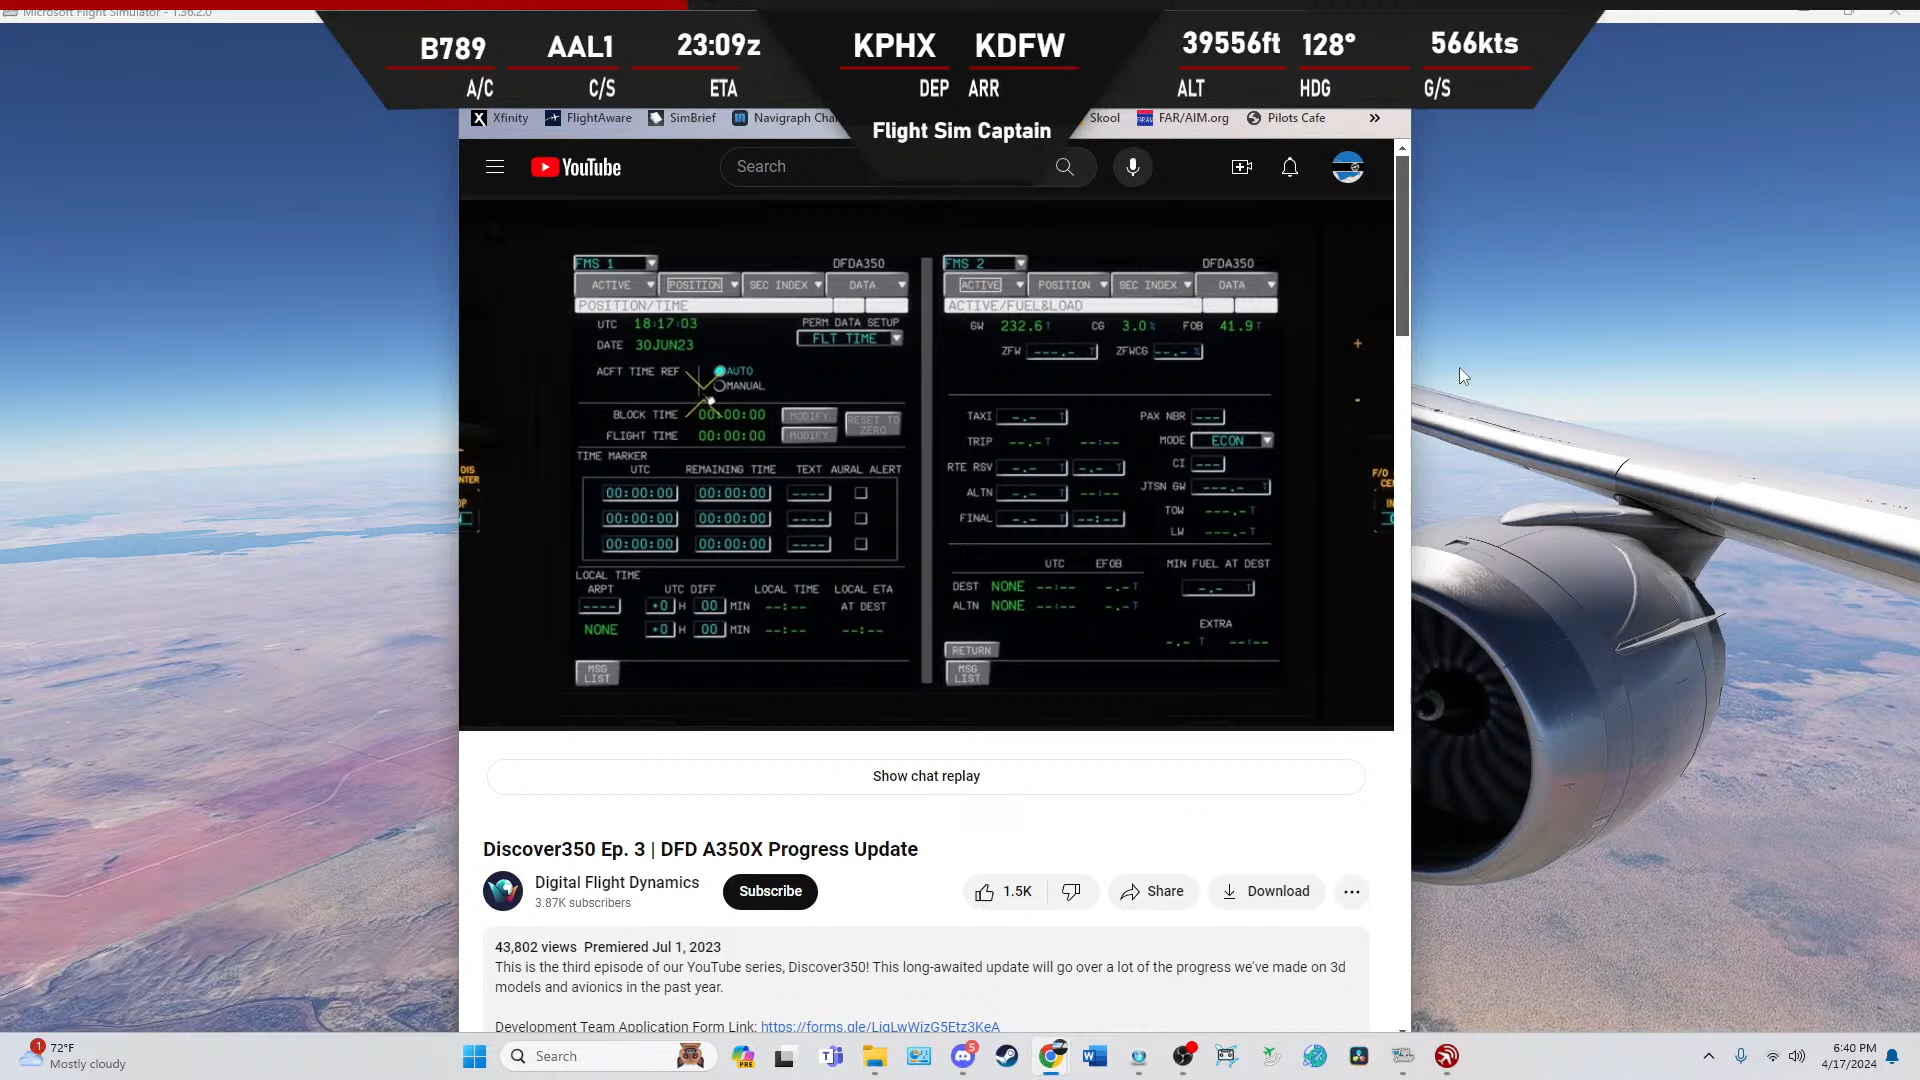 Microsoft Flight Simulator - 1.36.2.0
B789 AAL1 23:09z KPHX KDFW 39556ft 128° 566kts
A/C C/S ETA DEP ARR ALT HDG G/S
Flight Sim Captain
Xfinity FlightAware SimBrief Navigraph Cha Skool FAR/AIM.org Pilots Cafe »
YouTube Search
FMS 1 DFDA350
ACTIVE POSITION SEC INDEX DATA
POSITION/TIME
UTC 18:17:03 PERM DATA SETUP
DATE 30JUN23 FLT TIME
ACFT TIME REF AUTO
MANUAL
BLOCK TIME 00:00:00 MODIFY RESET TO ZERO
FLIGHT TIME 00:00:00 MODIFY
TIME MARKER
UTC REMAINING TIME TEXT AURAL ALERT
00:00:00 00:00:00 ----
00:00:00 00:00:00 ----
00:00:00 00:00:00 ----
LOCAL TIME
ARPT UTC DIFF LOCAL TIME LOCAL ETA
---- +0 H 00 MIN --:-- AT DEST
NONE +0 H 00 MIN --:-- --:--
MSG
LIST
FMS 2 DFDA350
ACTIVE POSITION SEC INDEX DATA
ACTIVE/FUEL&LOAD
GW 232.6 T CG 3.0 % FOB 41.9 T
ZFW ---.- T ZFWCG --.- %
TAXI -.- T PAX NBR ---
TRIP --.- T --:-- MODE ECON
RTE RSV -.- T -.- % CI ---
ALTN -.- T --:-- JTSN GW ---.- T
TOW ---.- T
FINAL -.- T --:--
LW ---.- T
UTC EFOB MIN FUEL AT DEST
DEST NONE --:-- -.- T -.- T
ALTN NONE --:-- -.- T
EXTRA
-.- T --:--
RETURN
MSG
LIST
Show chat replay
Discover350 Ep. 3 | DFD A350X Progress Update
Digital Flight Dynamics
3.87K subscribers
Subscribe
1.5K Share Download
43,802 views Premiered Jul 1, 2023
This is the third episode of our YouTube series, Discover350! This long-awaited update will go over a lot of the progress we've made on 3d
models and avionics in the past year.
Development Team Application Form Link: https://forms.gle/LiqLwWjzG5Etz3KeA
1 72°F
Mostly cloudy
Search
PRE
5
6:40 PM
4/17/2024